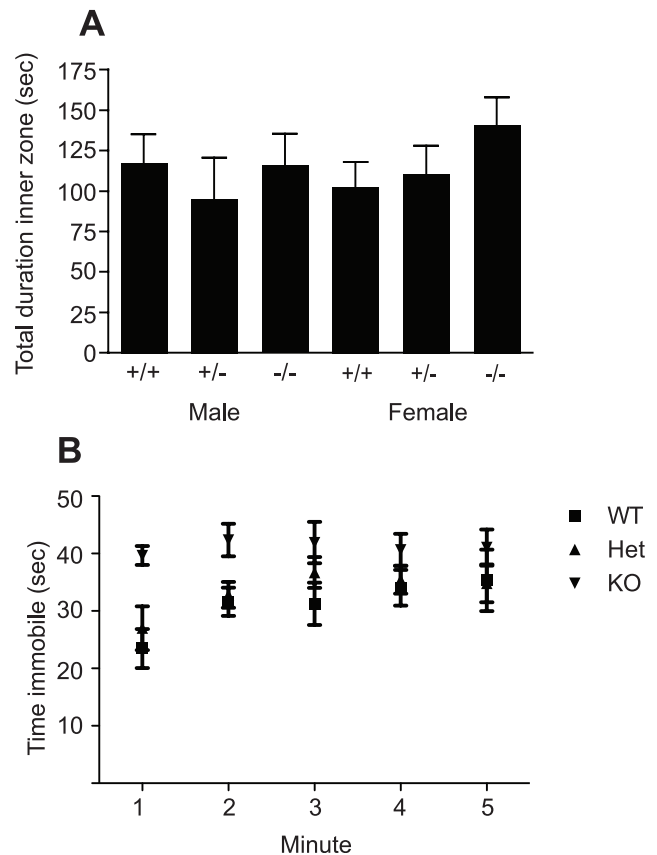 A
Total duration inner zone (sec)
175
150
125
100
75
50
25
0
+/+ +/- -/- +/+ +/- -/-
Male Female
B
Time immobile (sec)
50
40
30
20
10
WT
Het
KO
1 2 3 4 5
Minute